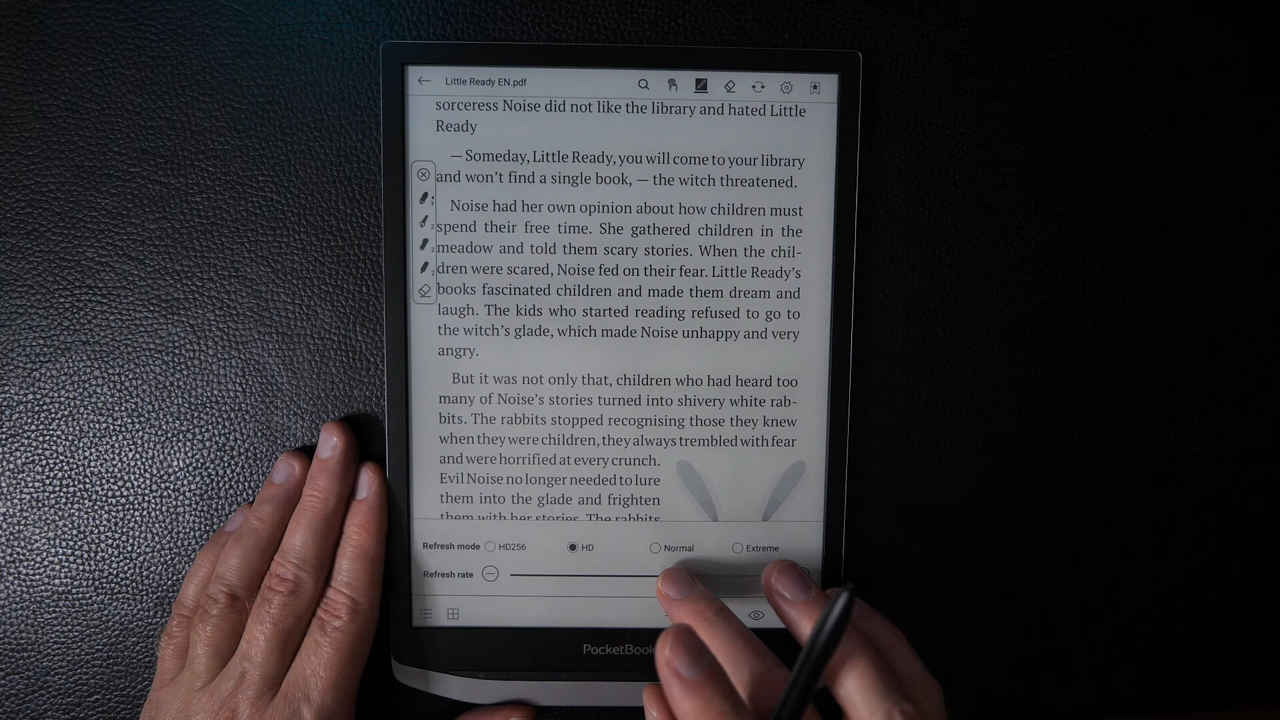 Little Ready EN.pdf
sorceress Noise did not like the library and hated Little
Ready
— Someday, Little Ready, you will come to your library
and won't find a single book, — the witch threatened.
Noise had her own opinion about how children must
spend their free time. She gathered children in the
meadow and told them scary stories. When the chil-
dren were scared, Noise fed on their fear. Little Ready's
books fascinated children and made them dream and
laugh. The kids who started reading refused to go to
the witch's glade, which made Noise unhappy and very
angry.
But it was not only that, children who had heard too
many of Noise's stories turned into shivery white rab-
bits. The rabbits stopped recognising those they knew
when they were children, they always trembled with fear
and were horrified at every crunch.
Evil Noise no longer needed to lure
them into the glade and frighten
them with her stories. The rabbits
Refresh mode HD256 HD Normal Extreme
Refresh rate
PocketBook